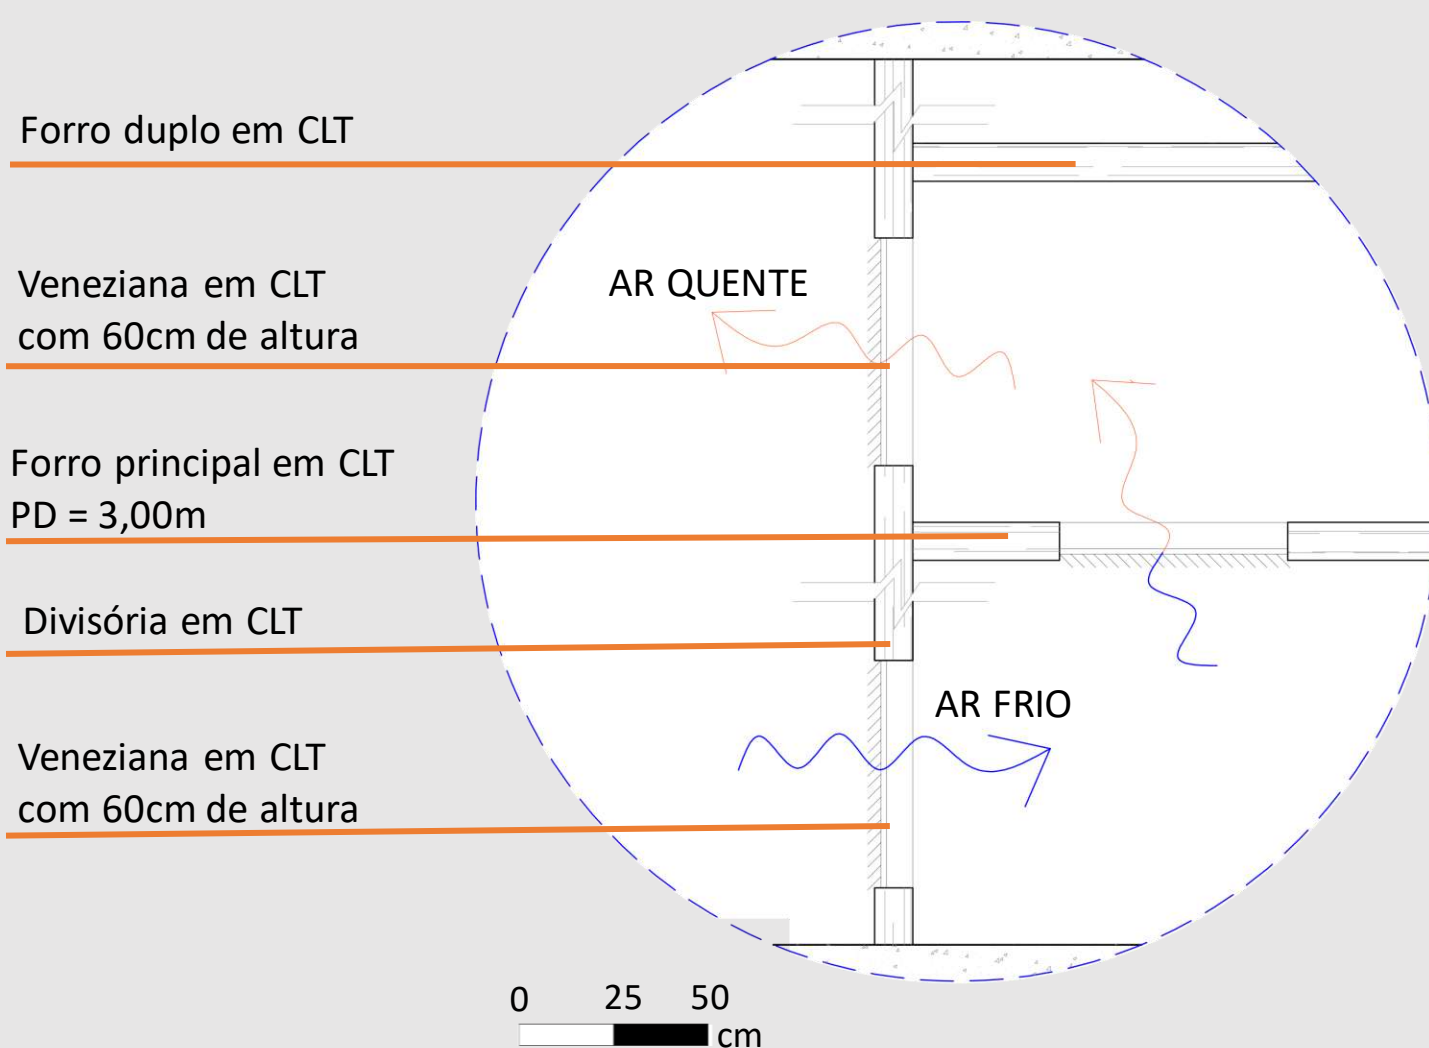 Forro duplo em CLT
Veneziana em CLT
com 60cm de altura
AR QUENTE
Forro principal em CLT
PD = 3,00m
Divisória em CLT
AR FRIO
Veneziana em CLT
com 60cm de altura
0 25 50
cm